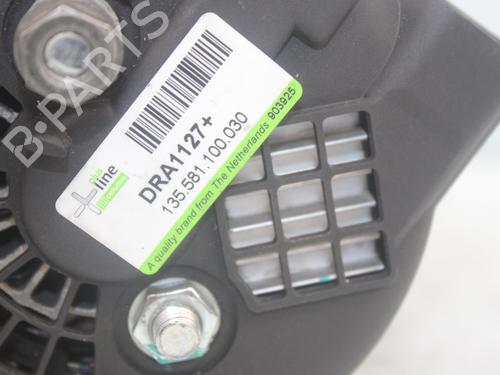 B-PARTS
+ line
DRA1127+
135.581.100.030
A quality brand from The Netherlands 903925